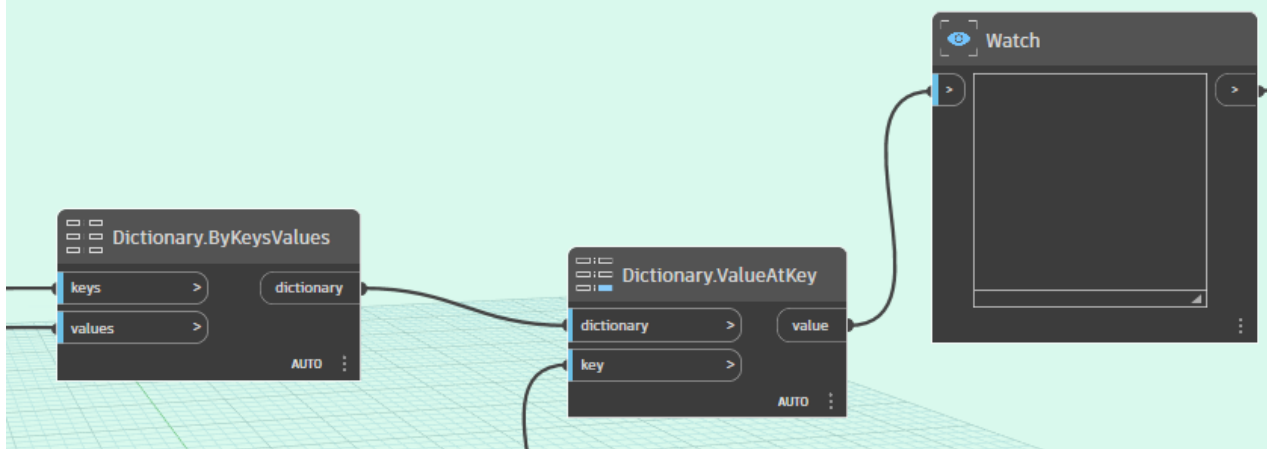 Watch
>
>
Dictionary.ByKeysValues
keys >
dictionary
values >
AUTO
Dictionary.ValueAtKey
dictionary >
value
key >
AUTO